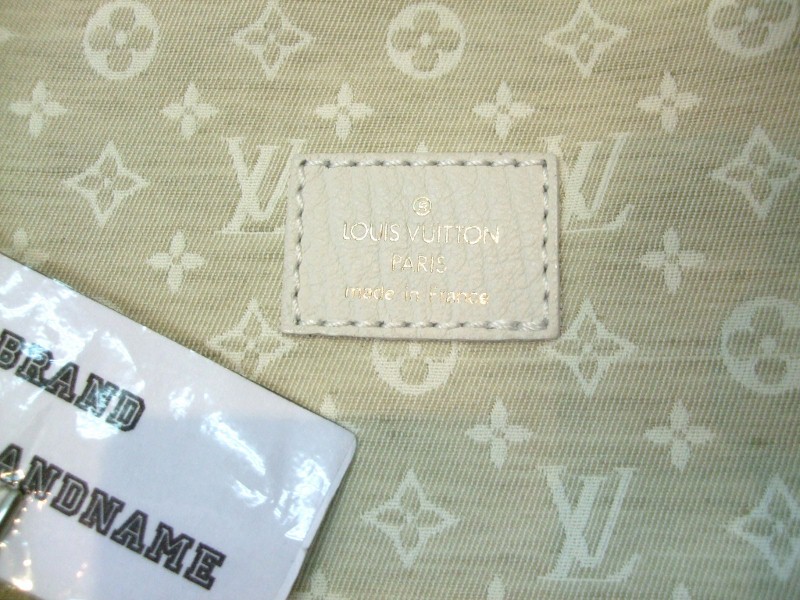 ®
LOUIS VUITTON
PARIS
made in France
BRAND
ANDNAME